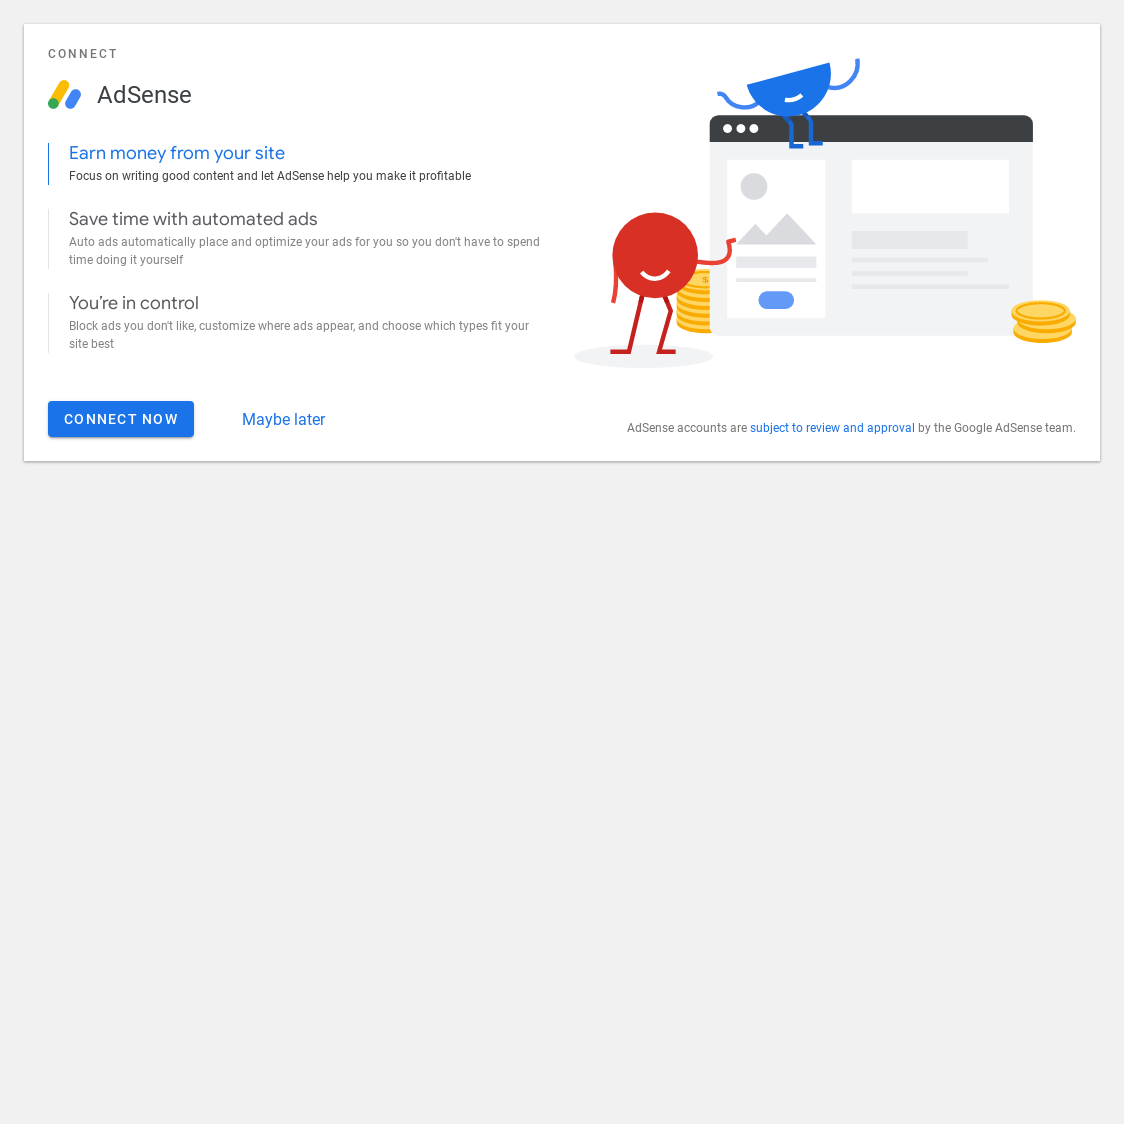 CONNECT
AdSense
Earn money from your site
Focus on writing good content and let AdSense help you make it profitable
Save time with automated ads
Auto ads automatically place and optimize your ads for you so you don't have to spend
time doing it yourself
You're in control
Block ads you don't like, customize where ads appear, and choose which types fit your
site best
$
CONNECT NOW
Maybe later
AdSense accounts are subject to review and approval by the Google AdSense team.